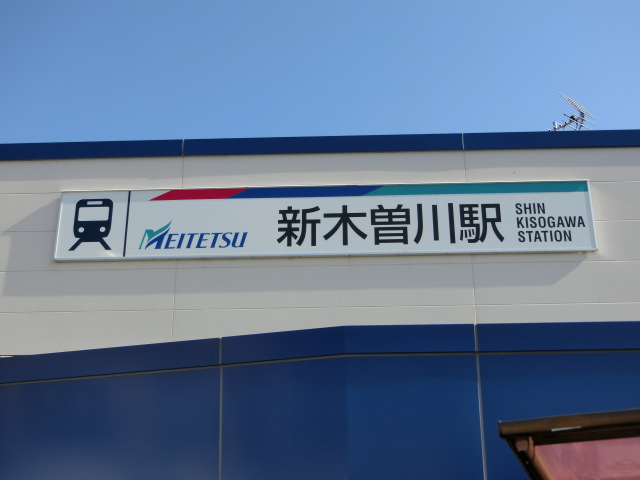 MEITETSU
新木曽川駅
SHIN
KISOGAWA
STATION